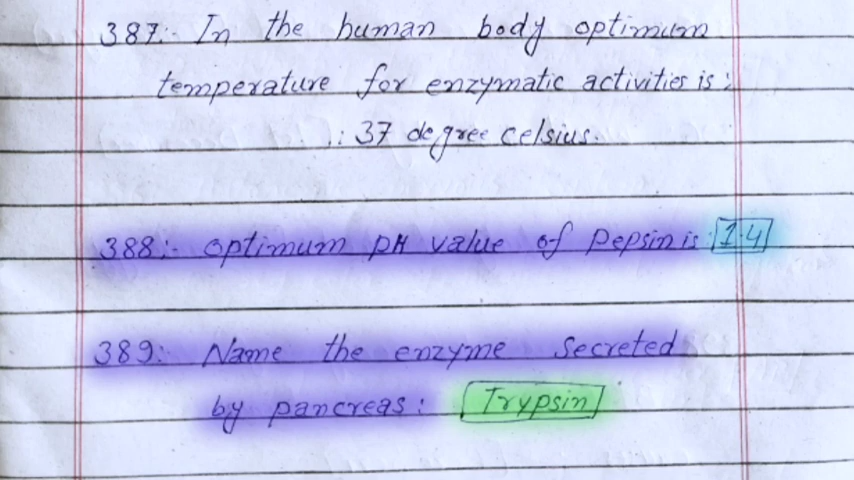 387:- In the human body optimum
temperature for enzymatic activities is:
: 37 degree celsius.
388:- optimum pH value of Pepsin is: 1.4
389:- Name the enzyme Secreted
by pancreas: Trypsin